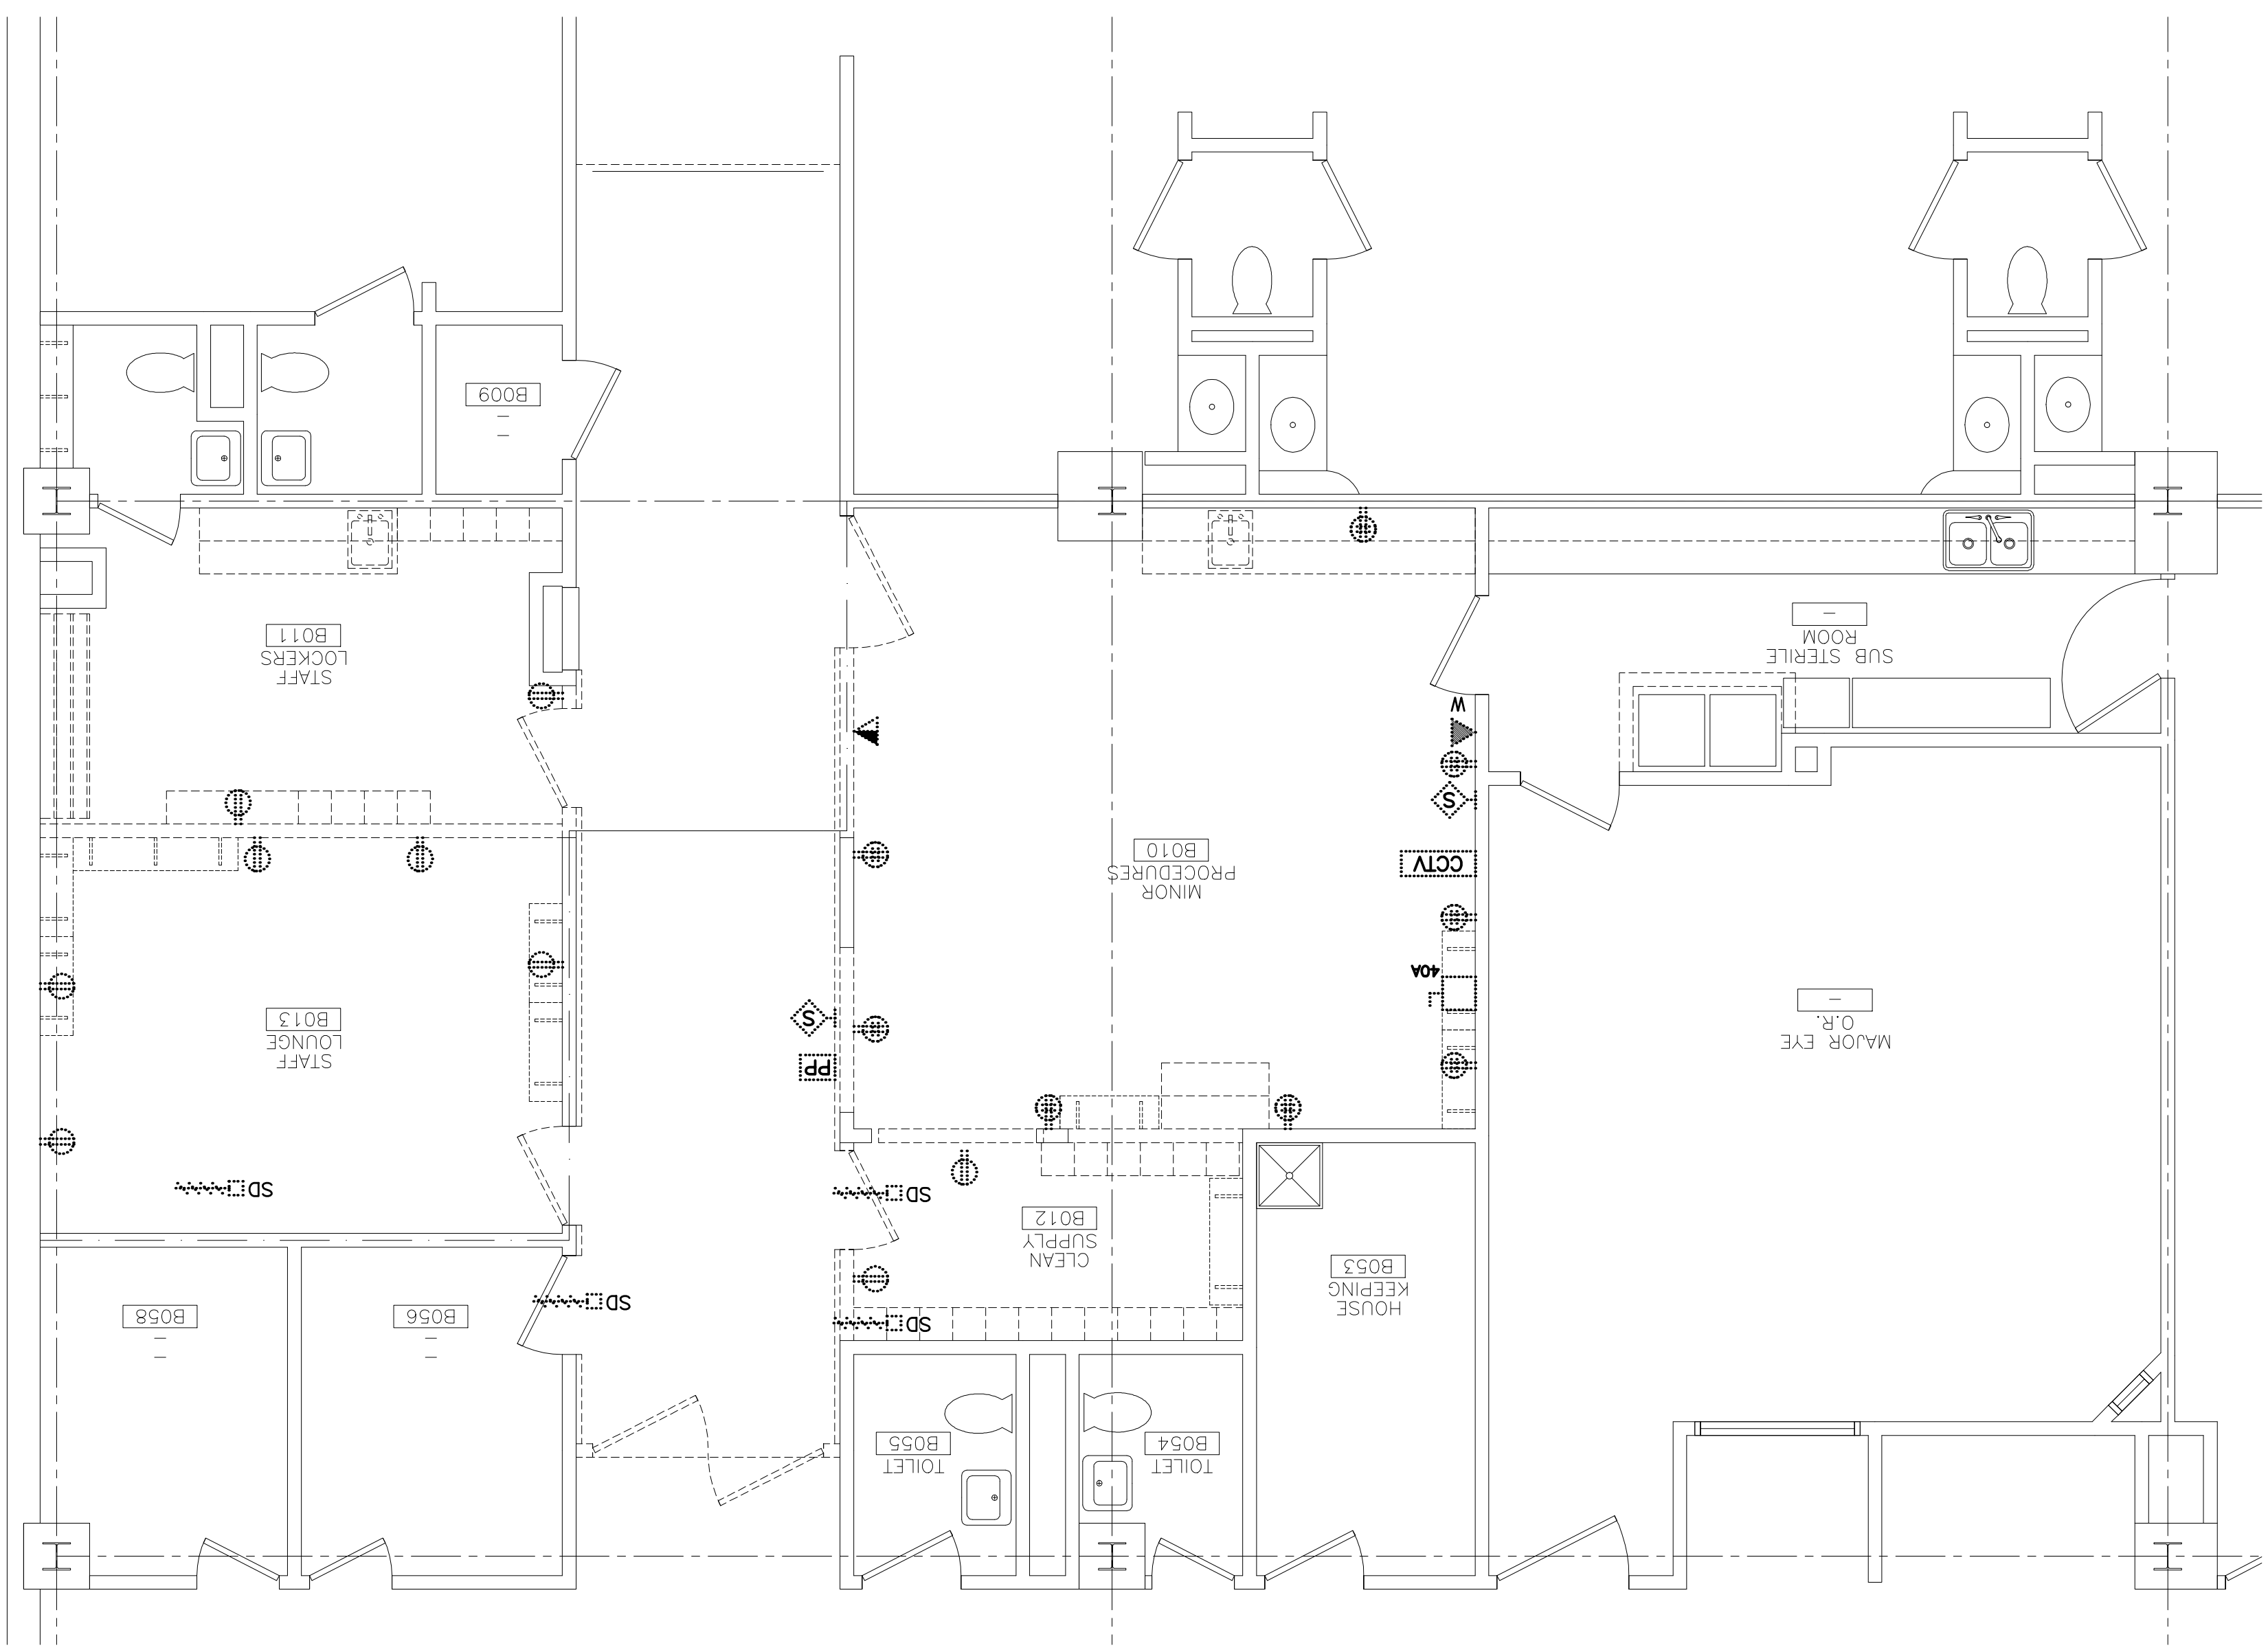 TOILET
B054
TOILET
B055
SD
HOUSE
KEEPING
B053
B056
B058
SD
CLEAN
SUPPLY
B012
SD
SD
PP
STAFF
LOUNGE
B013
MAJOR EYE
O.R.
S
40A
MINOR
PROCEDURES
B010
CCTV
S
W
STAFF
LOCKERS
B011
SUB STERILE
ROOM
B009